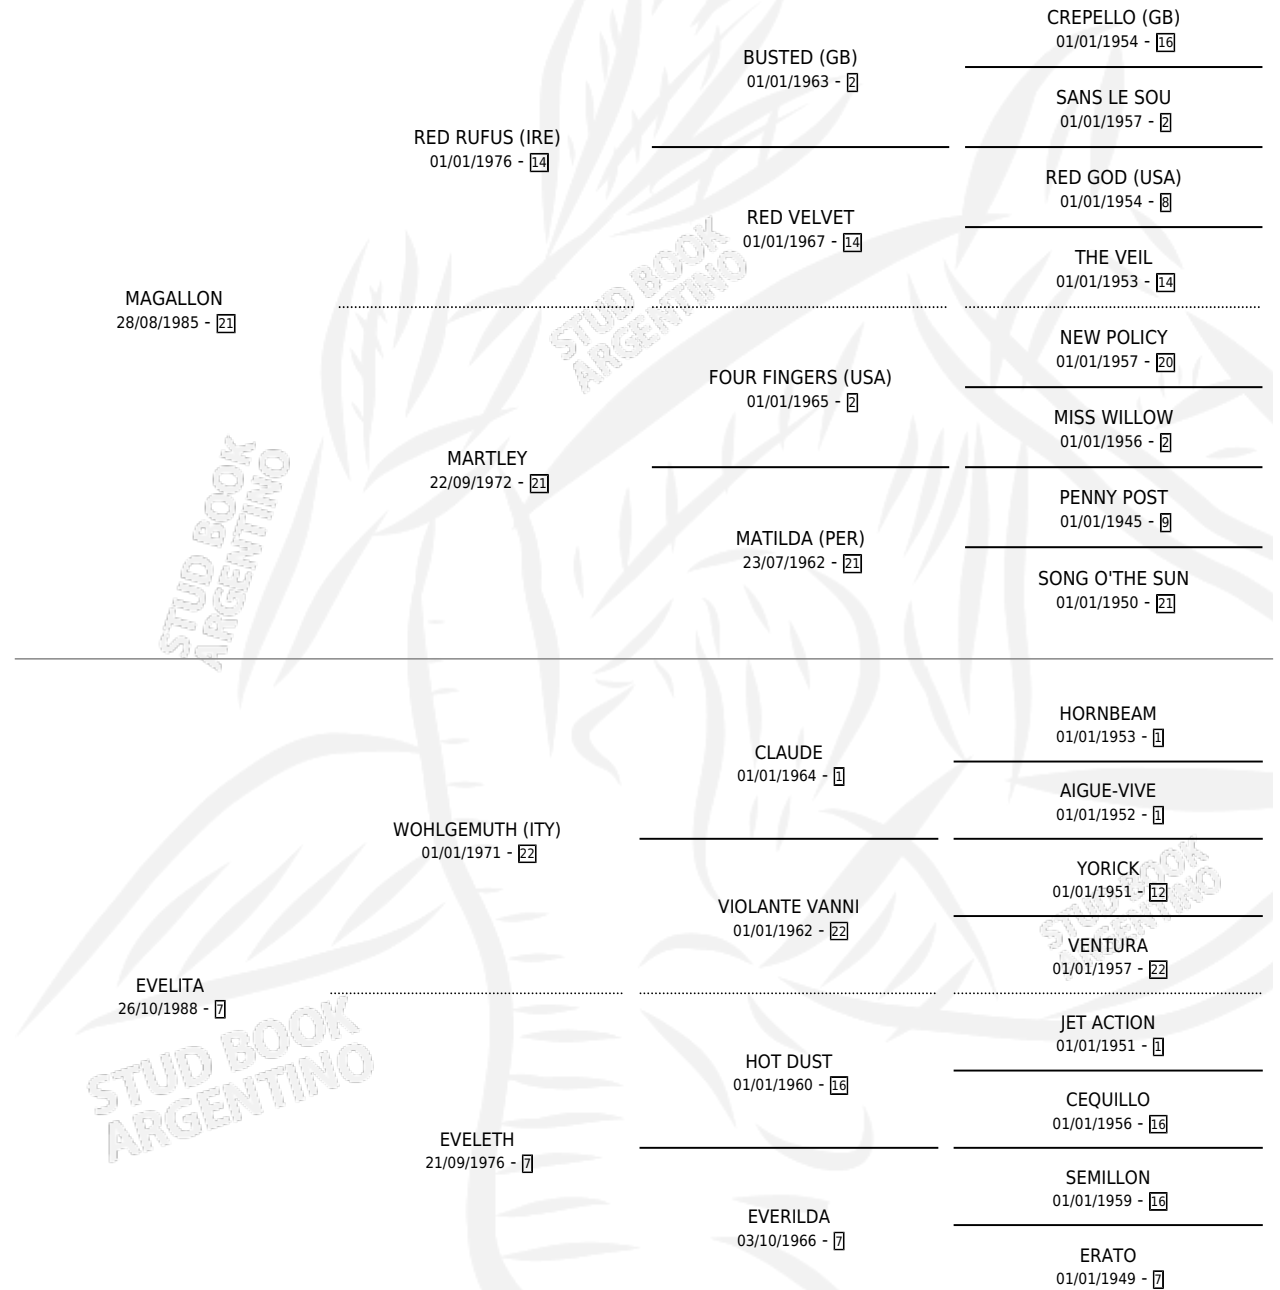 CREPELLO (GB)
01/01/1954 - 16
BUSTED (GB)
01/01/1963 - 2
SANS LE SOU
01/01/1957 - 2
RED RUFUS (IRE)
01/01/1976 - 14
RED GOD (USA)
01/01/1954 - 8
RED VELVET
01/01/1967 - 14
THE VEIL
01/01/1953 - 14
MAGALLON
28/08/1985 - 21
NEW POLICY
01/01/1957 - 20
FOUR FINGERS (USA)
01/01/1965 - 2
MISS WILLOW
01/01/1956 - 2
MARTLEY
22/09/1972 - 21
PENNY POST
01/01/1945 - 9
MATILDA (PER)
23/07/1962 - 21
SONG O'THE SUN
01/01/1950 - 21
HORNBEAM
01/01/1953 - 1
CLAUDE
01/01/1964 - 1
AIGUE-VIVE
01/01/1952 - 1
WOHLGEMUTH (ITY)
01/01/1971 - 22
YORICK
01/01/1951 - 12
VIOLANTE VANNI
01/01/1962 - 22
VENTURA
01/01/1957 - 22
EVELITA
26/10/1988 - 7
JET ACTION
01/01/1951 - 1
HOT DUST
01/01/1960 - 16
CEQUILLO
01/01/1956 - 16
EVELETH
21/09/1976 - 7
SEMILLON
01/01/1959 - 16
EVERILDA
03/10/1966 - 7
ERATO
01/01/1949 - 7
STUD BOOK
ARGENTINO
STUD BOOK
ARGENTINO
STUD BOOK
ARGENTINO
STUD BOOK
ARGENTINO